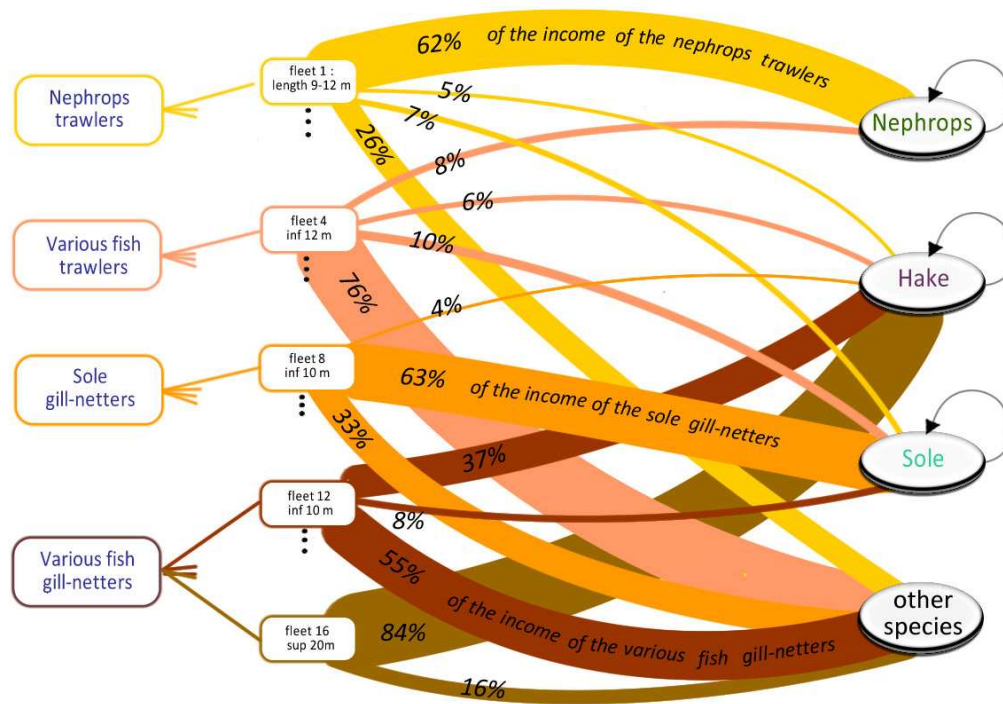 62% of the income of the nephrops trawlers
fleet 1 :
length 9-12 m
Nephrops
trawlers
5%
7%
26%
Nephrops
8%
fleet 4
inf 12 m
6%
Various fish
trawlers
10%
76%
Hake
4%
Sole
gill-netters
fleet 8
inf 10 m
63% of the income of the sole gill-netters
33%
Sole
37%
fleet 12
inf 10 m
8%
Various fish
gill-netters
55% of the income of the various fish gill-netters
other
species
fleet 16
sup 20m
84%
16%